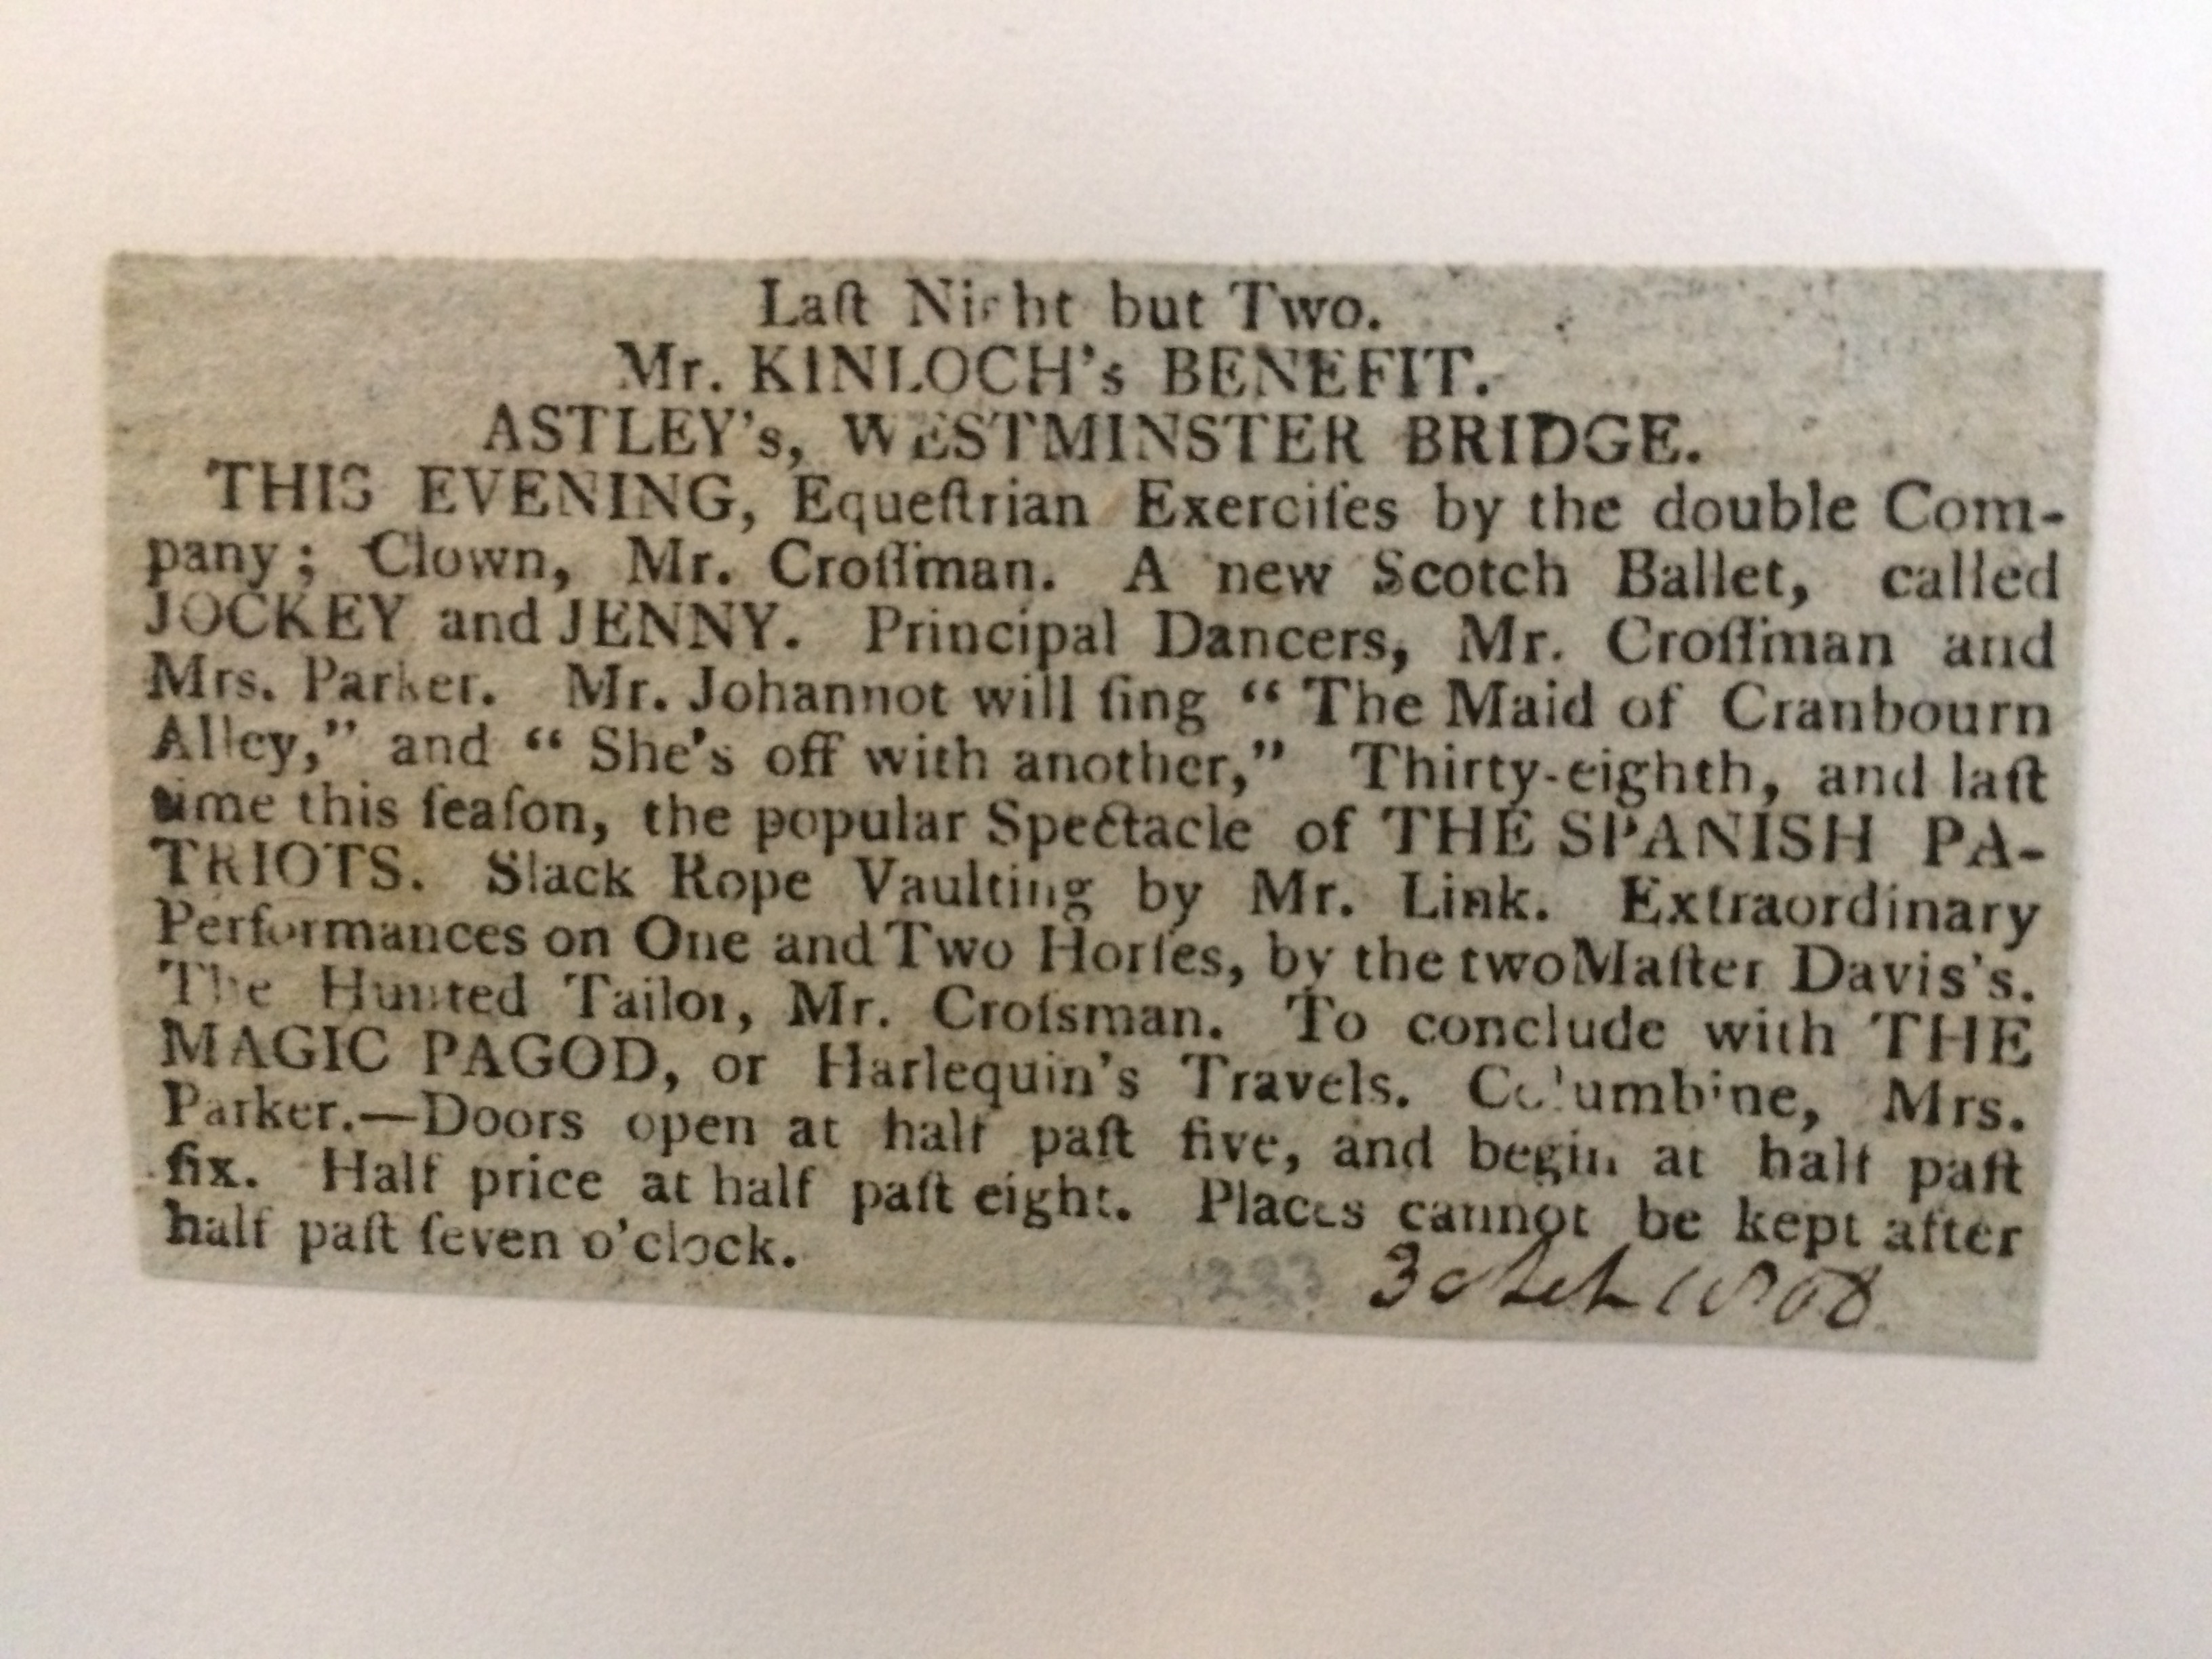 Laſt Night but Two.
Mr. KINLOCH's BENEFIT.
ASTLEY's, WESTMINSTER BRIDGE.
THIS EVENING, Equeſtrian Exerciſes by the double Com-
pany; Clown, Mr. Croſſman. A new Scotch Ballet, called
JOCKEY and JENNY. Principal Dancers, Mr. Croſſman and
Mrs. Parker. Mr. Johannot will ſing “ The Maid of Cranbourn
Alley,” and “ She's off with another,” Thirty-eighth, and laſt
time this ſeaſon, the popular Spectacle of THE SPANISH PA-
TRIOTS. Slack Rope Vaulting by Mr. Link. Extraordinary
Performances on One and Two Horſes, by the two Maſter Davis's.
The Hunted Tailor, Mr. Croſsman. To conclude with THE
MAGIC PAGOD, or Harlequin's Travels. Columbine, Mrs.
Parker.—Doors open at half paſt five, and begin at half paſt
ſix. Half price at half paſt eight. Places cannot be kept after
half paſt ſeven o'clock.
223 3 1808